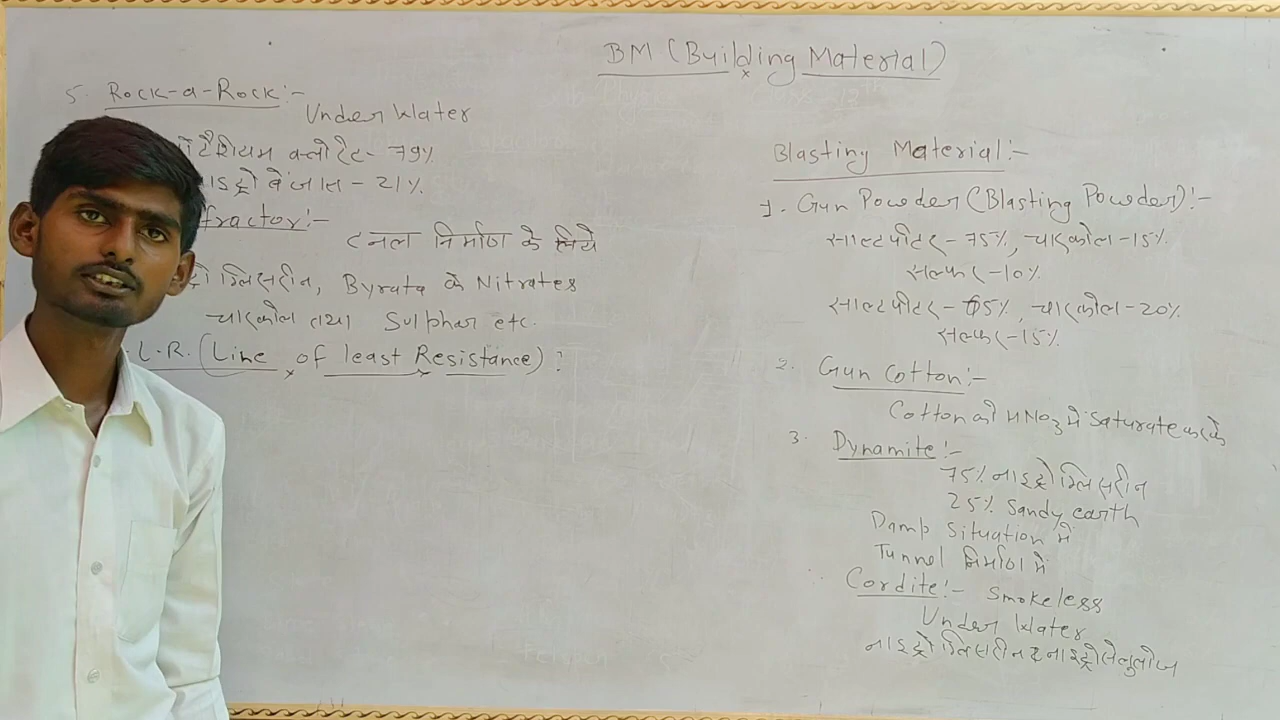 BM (Building Material)
5. Rock-a-Rock:-
Under Water
पोटैशियम क्लोरेट- 79%
बेंजात - 21%
fractor:-
टनल निर्माण के लिये
ग्लिसरीन, Byrata के Nitrates
चारकोल तथा Sulphar etc.
L.R. (Line of least Resistance) :
Blasting Material:-
1. Gun Powder (Blasting Powder):-
साल्टपीटर - 75%, चारकोल - 15%
सल्फर - 10%
साल्टपीटर - 65%, चारकोल - 20%
सल्फर - 15%
2. Gun Cotton:-
Cotton को HNO3 में Saturate करके
3. Dynamite:-
75% नाइट्रो ग्लिसरीन
25% Sandy earth
Damp Situation में
Tunnel निर्माण में
Cordite:- Smokeless
Under Water
नाइट्रो ग्लिसरीन व नाइट्रोसेलुलोज